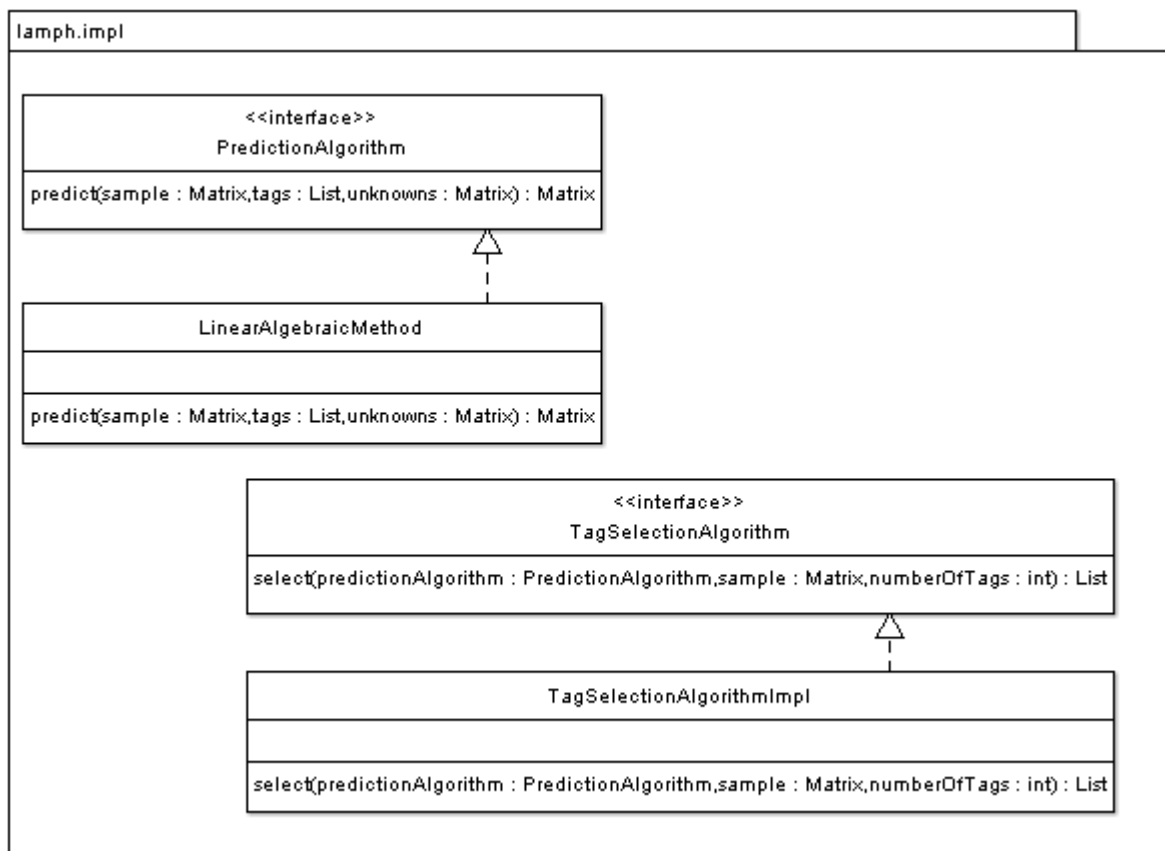 lamph.impl
<<interface>>
PredictionAlgorithm
predict(sample : Matrix,tags : List,unknowns : Matrix) : Matrix
LinearAlgebraicMethod
predict(sample : Matrix,tags : List,unknowns : Matrix) : Matrix
<<interface>>
TagSelectionAlgorithm
select(predictionAlgorithm : PredictionAlgorithm,sample : Matrix,numberOfTags : int) : List
TagSelectionAlgorithmImpl
select(predictionAlgorithm : PredictionAlgorithm,sample : Matrix,numberOfTags : int) : List